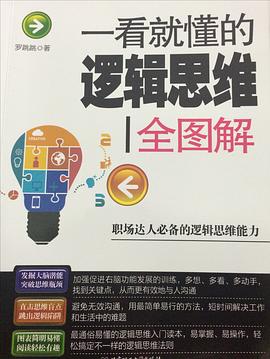 罗跳跳◎著
一看就懂的
逻辑思维
全图解
职场达人必备的逻辑思维能力
发掘大脑潜能
突破思维瓶颈
加强促进右脑功能发展的训练,多想、多看、多动手,
找到关键点,从而更有效地与人沟通
直击思维盲点
跳出逻辑陷阱
避免无效沟通,用最简单易行的方法,短时间解决工作
和生活中的难题
图表简明易懂
阅读轻松有趣
最通俗易懂的逻辑思维入门读本,易掌握、易操作,轻
松搞定不一样的逻辑思维法则